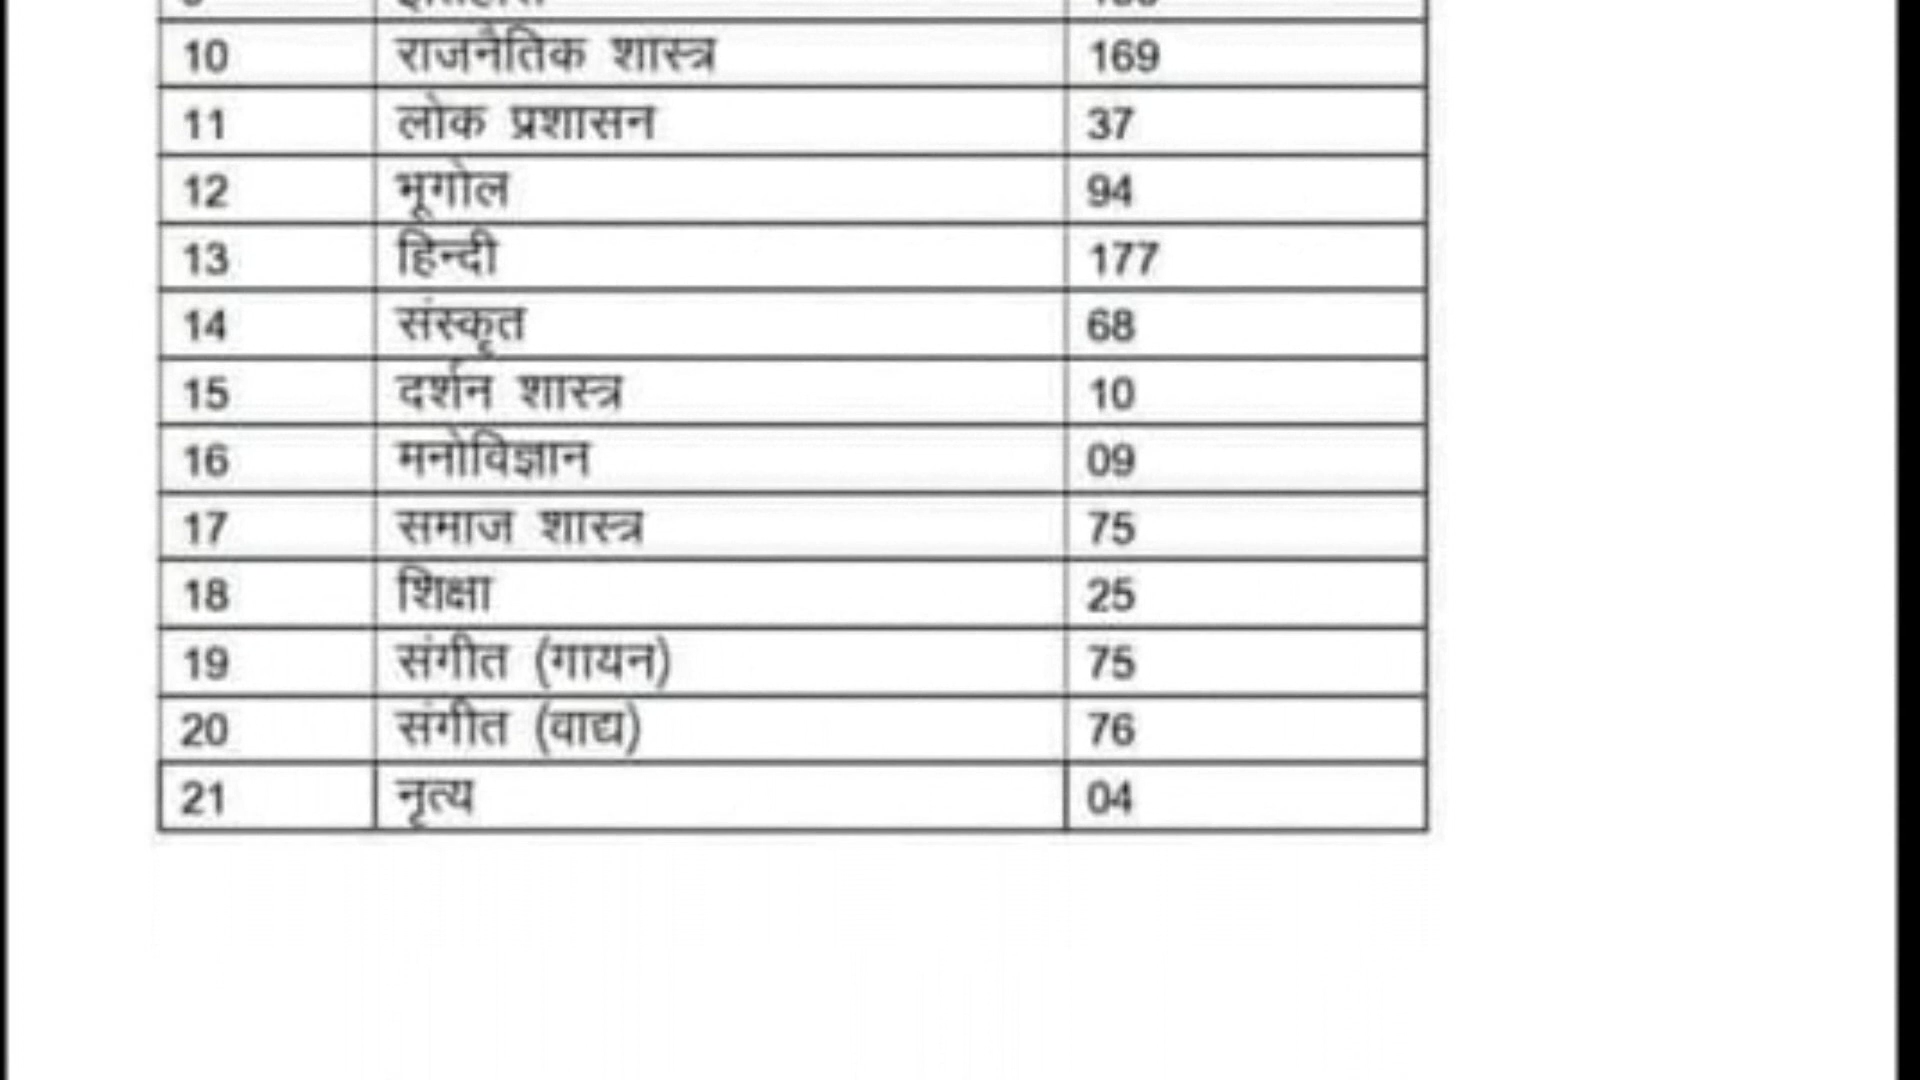 10 राजनैतिक शास्त्र 169
11 लोक प्रशासन 37
12 भूगोल 94
13 हिन्दी 177
14 संस्कृत 68
15 दर्शन शास्त्र 10
16 मनोविज्ञान 09
17 समाज शास्त्र 75
18 शिक्षा 25
19 संगीत (गायन) 75
20 संगीत (वाद्य) 76
21 नृत्य 04